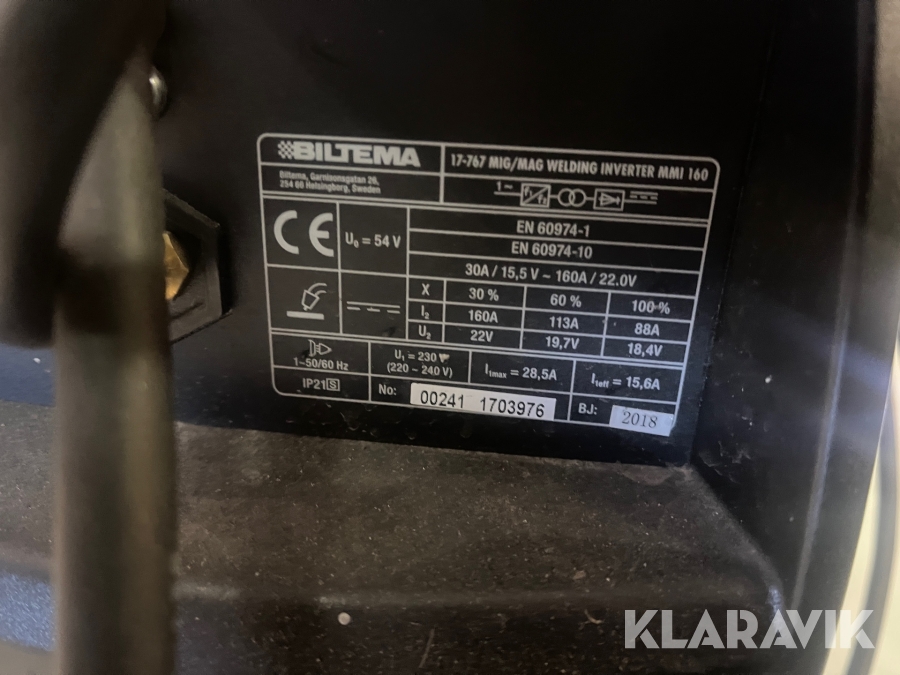 BILTEMA
Biltema, Garnisonsgatan 26,
254 66 Helsingborg, Sweden
17-767 MIG/MAG WELDING INVERTER MMI 160
1~ f₁/f₂
CE
U₀ = 54 V
EN 60974-1
EN 60974-10
30A / 15,5 V ~ 160A / 22.0V
X 30 % 60 % 100 %
I₂ 160A 113A 88A
U₂ 22V 19,7V 18,4V
1~50/60 Hz
U₁ = 230 V
(220 ~ 240 V)
I₁max = 28,5A
I₁eff = 15,6A
IP21 S
No: 00241 1703976
BJ: 2018
KLARAVIK